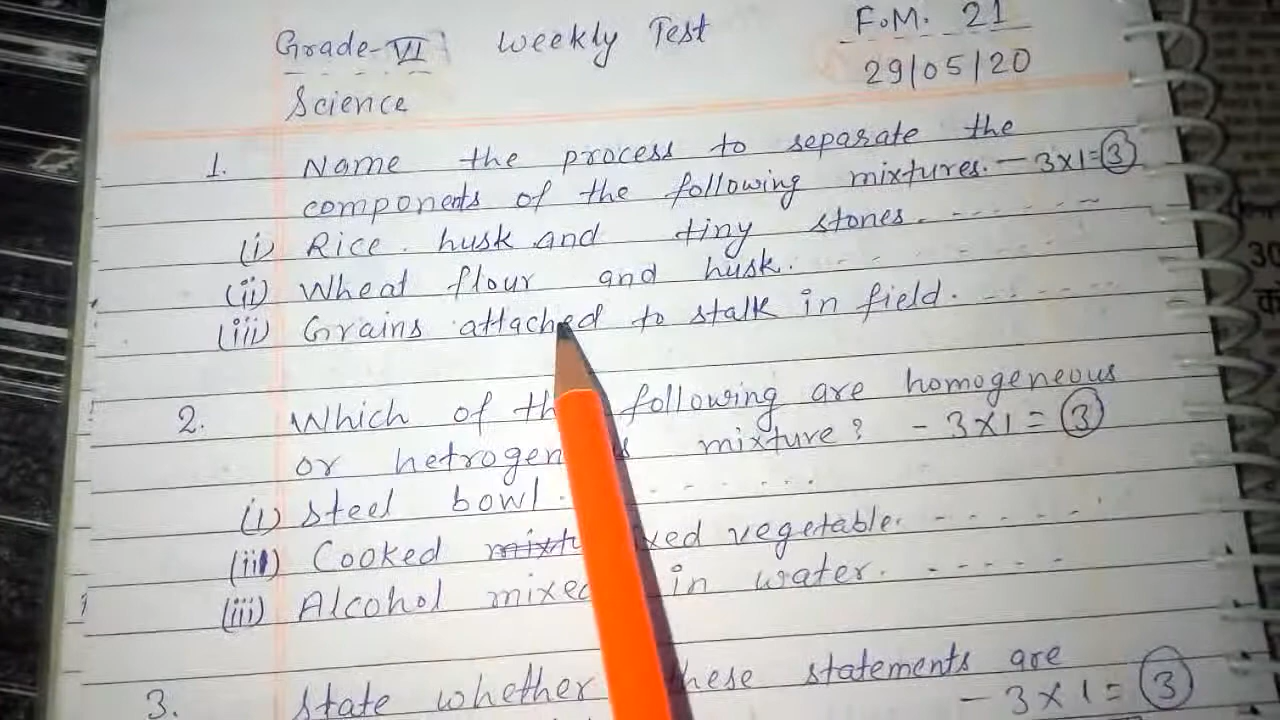 Grade-VI Weekly Test F.M. 21
29/05/20
Science
1. Name the process to separate the
components of the following mixtures. - 3x1=3
(i) Rice. husk and tiny stones.
(ii) Wheat flour and husk.
(iii) Grains attached to stalk in field.
2. Which of th following are homogeneous
or hetrogen s mixture? - 3x1=3
(i) Steel bowl.
(ii) Cooked xed vegetable.
(iii) Alcohol mixed in water.
3. State whether these statements are
- 3x1=3
30